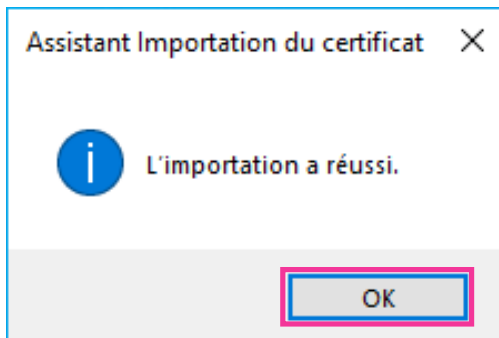 Assistant Importation du certificat
L'importation a réussi.
OK